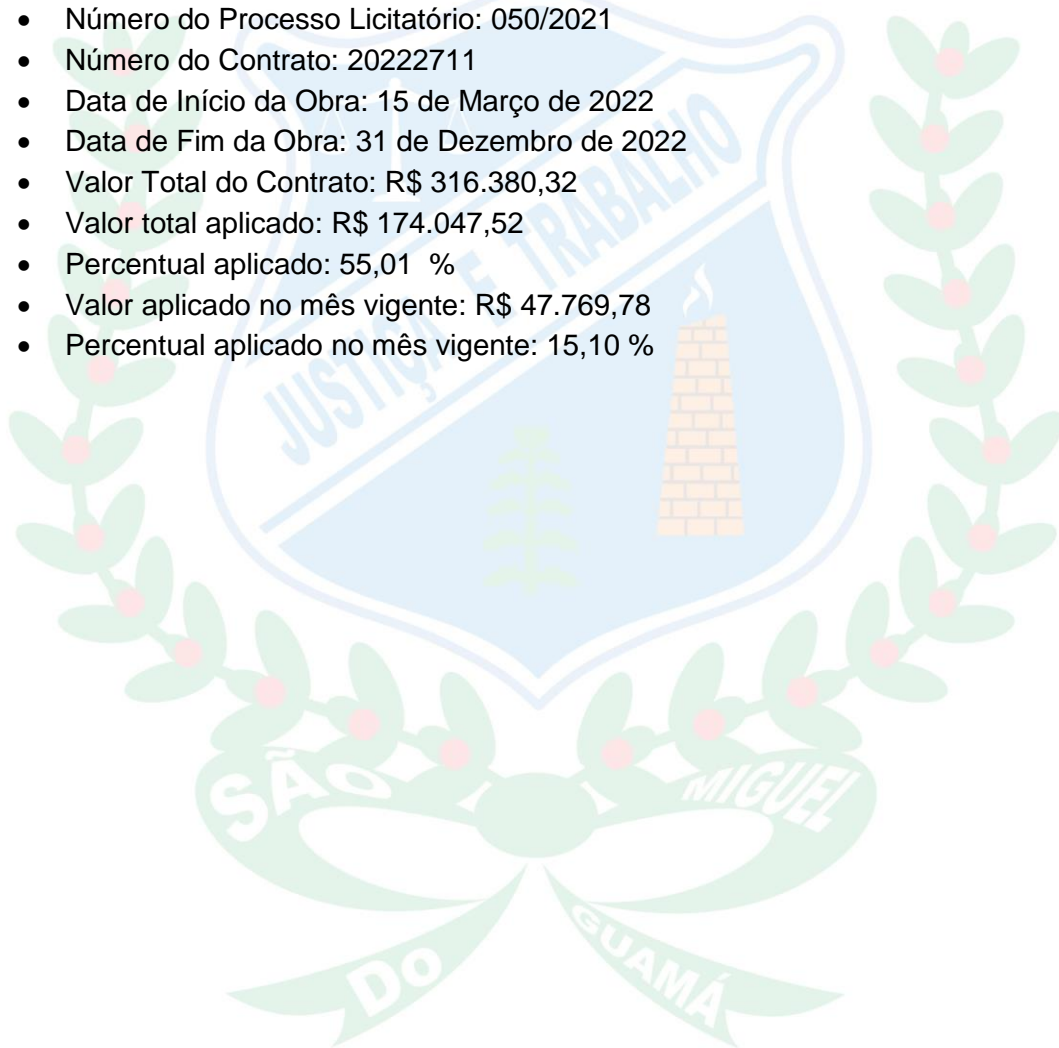 • Número do Processo Licitatório: 050/2021
• Número do Contrato: 20222711
• Data de Início da Obra: 15 de Março de 2022
• Data de Fim da Obra: 31 de Dezembro de 2022
• Valor Total do Contrato: R$ 316.380,32
• Valor total aplicado: R$ 174.047,52
• Percentual aplicado: 55,01 %
• Valor aplicado no mês vigente: R$ 47.769,78
• Percentual aplicado no mês vigente: 15,10 %
JUSTIÇA E TRABALHO
SÃO MIGUEL
DO GUAMÁ